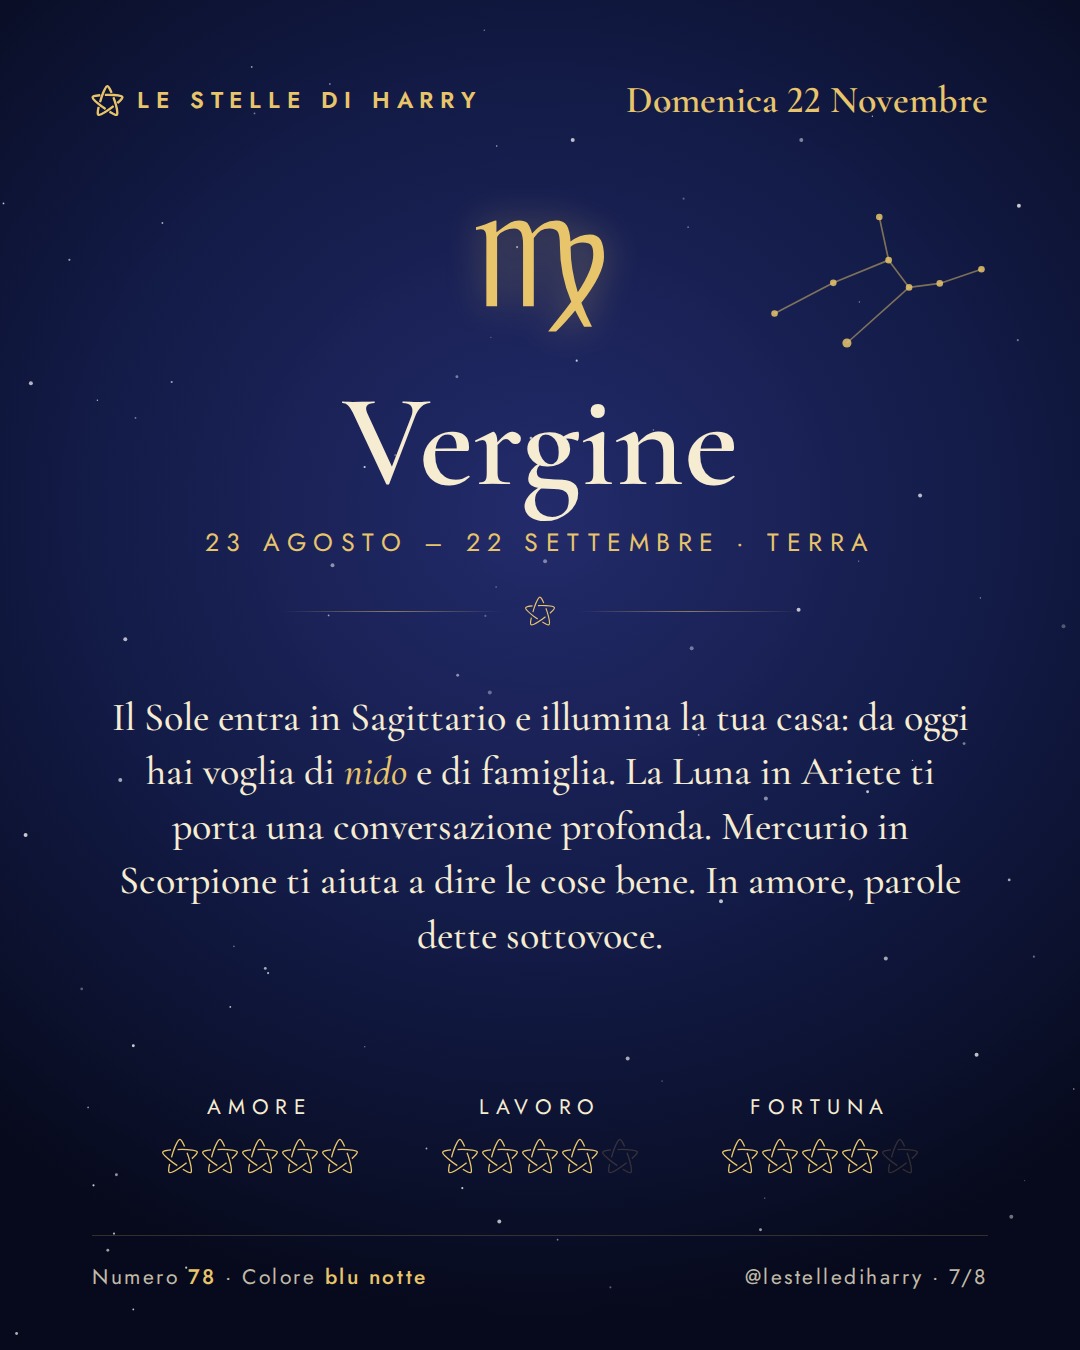 LE STELLE DI HARRY
Domenica 22 Novembre
♍
Vergine
23 AGOSTO – 22 SETTEMBRE · TERRA
Il Sole entra in Sagittario e illumina la tua casa: da oggi
hai voglia di nido e di famiglia. La Luna in Ariete ti
porta una conversazione profonda. Mercurio in
Scorpione ti aiuta a dire le cose bene. In amore, parole
dette sottovoce.
AMORE
LAVORO
FORTUNA
Numero 78 · Colore blu notte
@lestellediharry · 7/8